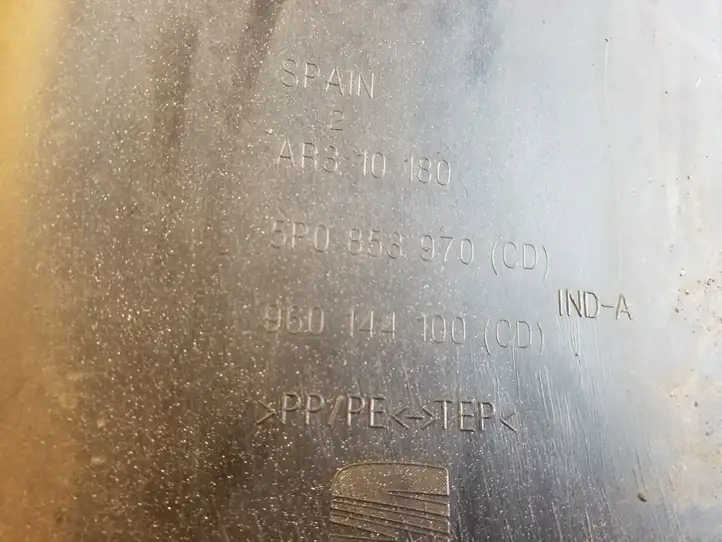 SPAIN
2
AR3 10 180
5P0 853 970 (CD)
IND-A
960 144 100 (CD)
>PP/PE<->TEP<